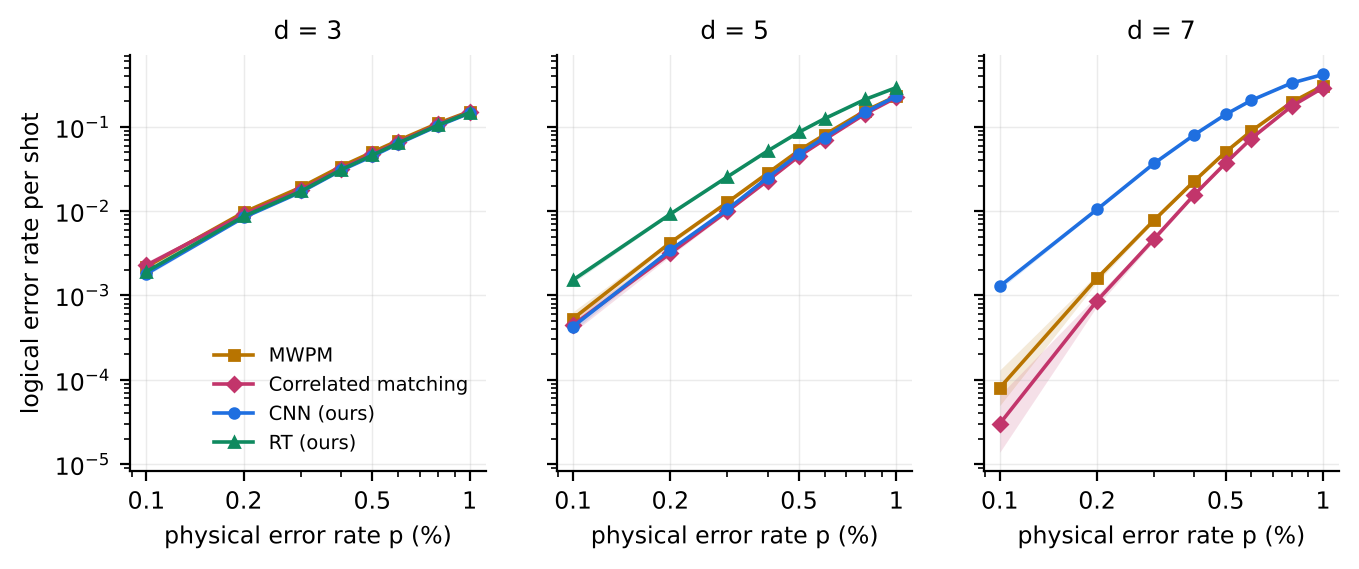 d = 3
d = 5
d = 7
logical error rate per shot
10⁻¹
10⁻²
10⁻³
10⁻⁴
10⁻⁵
MWPM
Correlated matching
CNN (ours)
RT (ours)
0.1 0.2 0.5 1
0.1 0.2 0.5 1
0.1 0.2 0.5 1
physical error rate p (%)
physical error rate p (%)
physical error rate p (%)